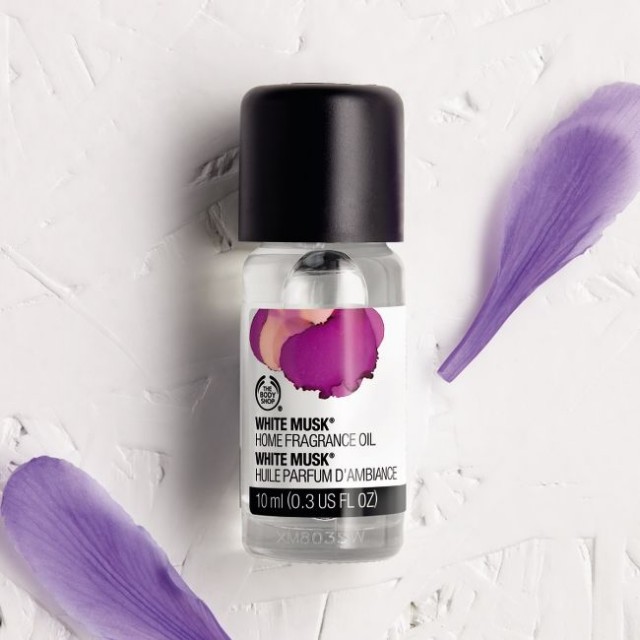 THE
BODY
SHOP®
WHITE MUSK®
HOME FRAGRANCE OIL
WHITE MUSK®
HUILE PARFUM D'AMBIANCE
10 ml (0.3 US FL OZ)